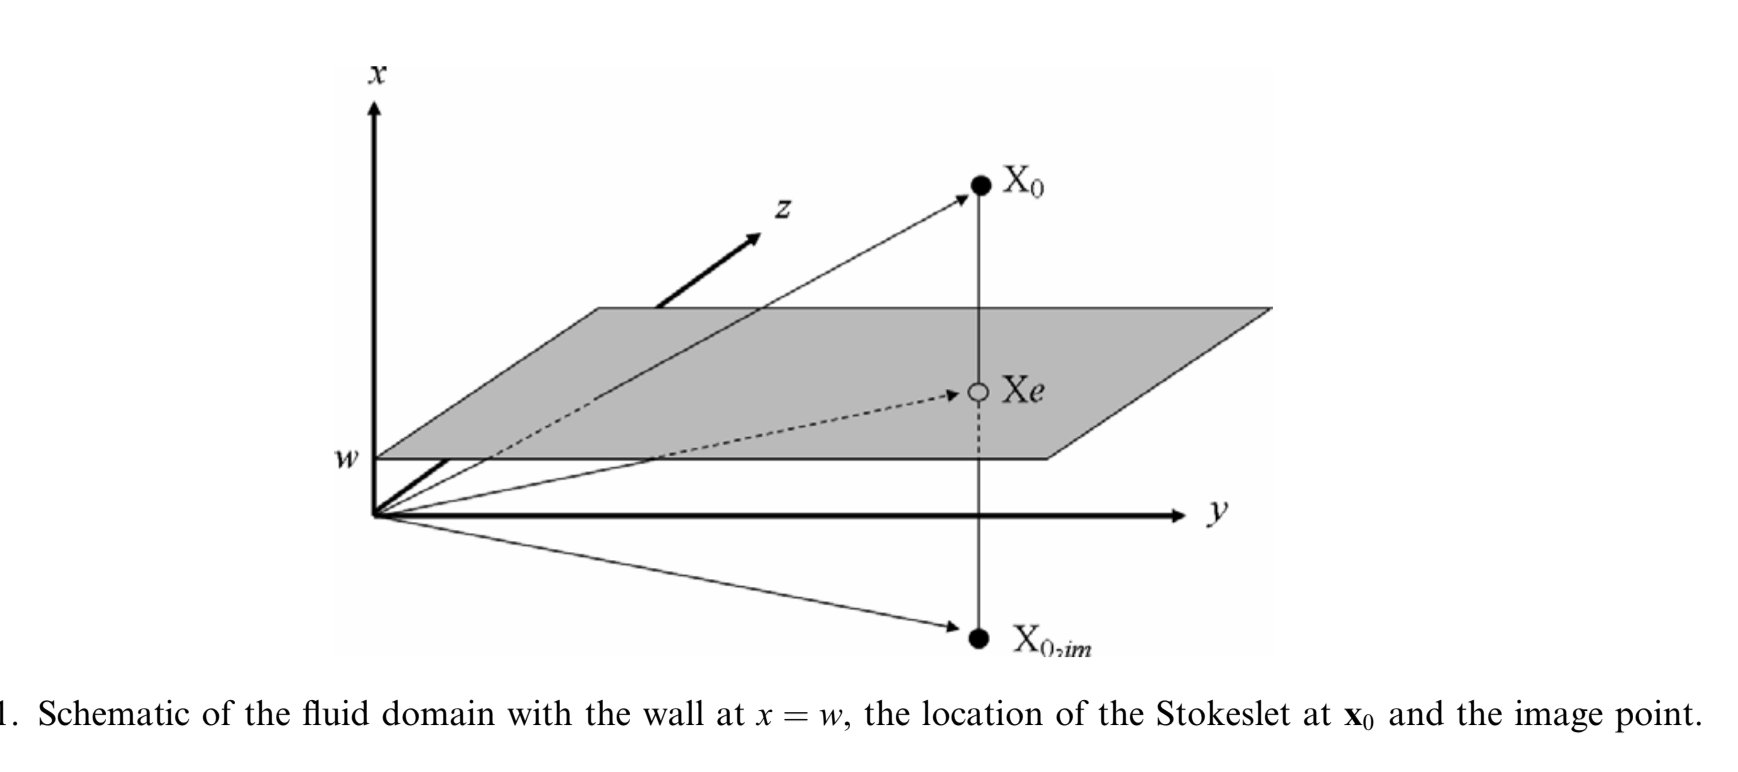 x
z
X₀
Xe
w
y
X₀,im
1. Schematic of the fluid domain with the wall at x = w, the location of the Stokeslet at x₀ and the image point.